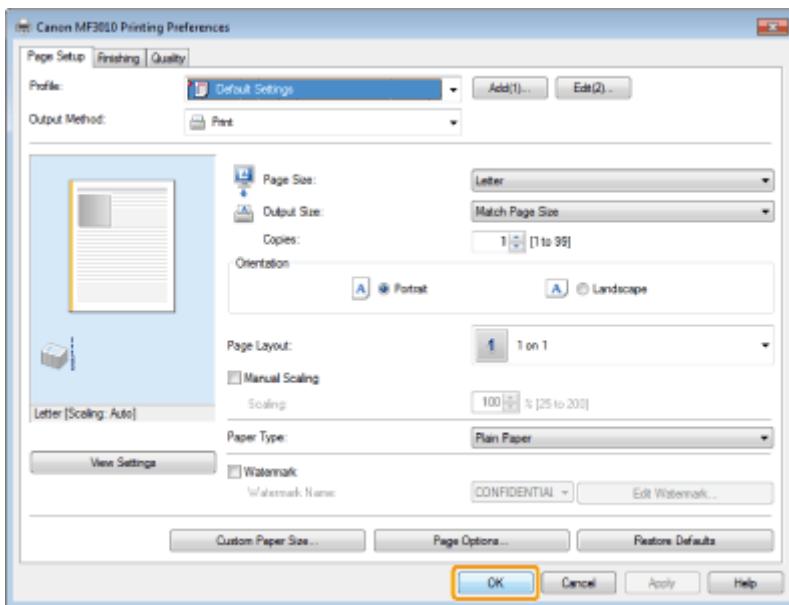 Canon MF3010 Printing Preferences
Page Setup Finishing Quality
Profile: Default Settings Add(1)... Edit(2)...
Output Method: Print
Page Size: Letter
Output Size: Match Page Size
Copies: 1 [1 to 99]
Orientation
A Portrait A Landscape
Page Layout: 1 1 on 1
Manual Scaling
Scaling: 100 % [25 to 200]
Letter [Scaling: Auto]
Paper Type: Plain Paper
View Settings
Watermark
Watermark Name: CONFIDENTIAL Edit Watermark...
Custom Paper Size... Page Options... Restore Defaults
OK Cancel Apply Help